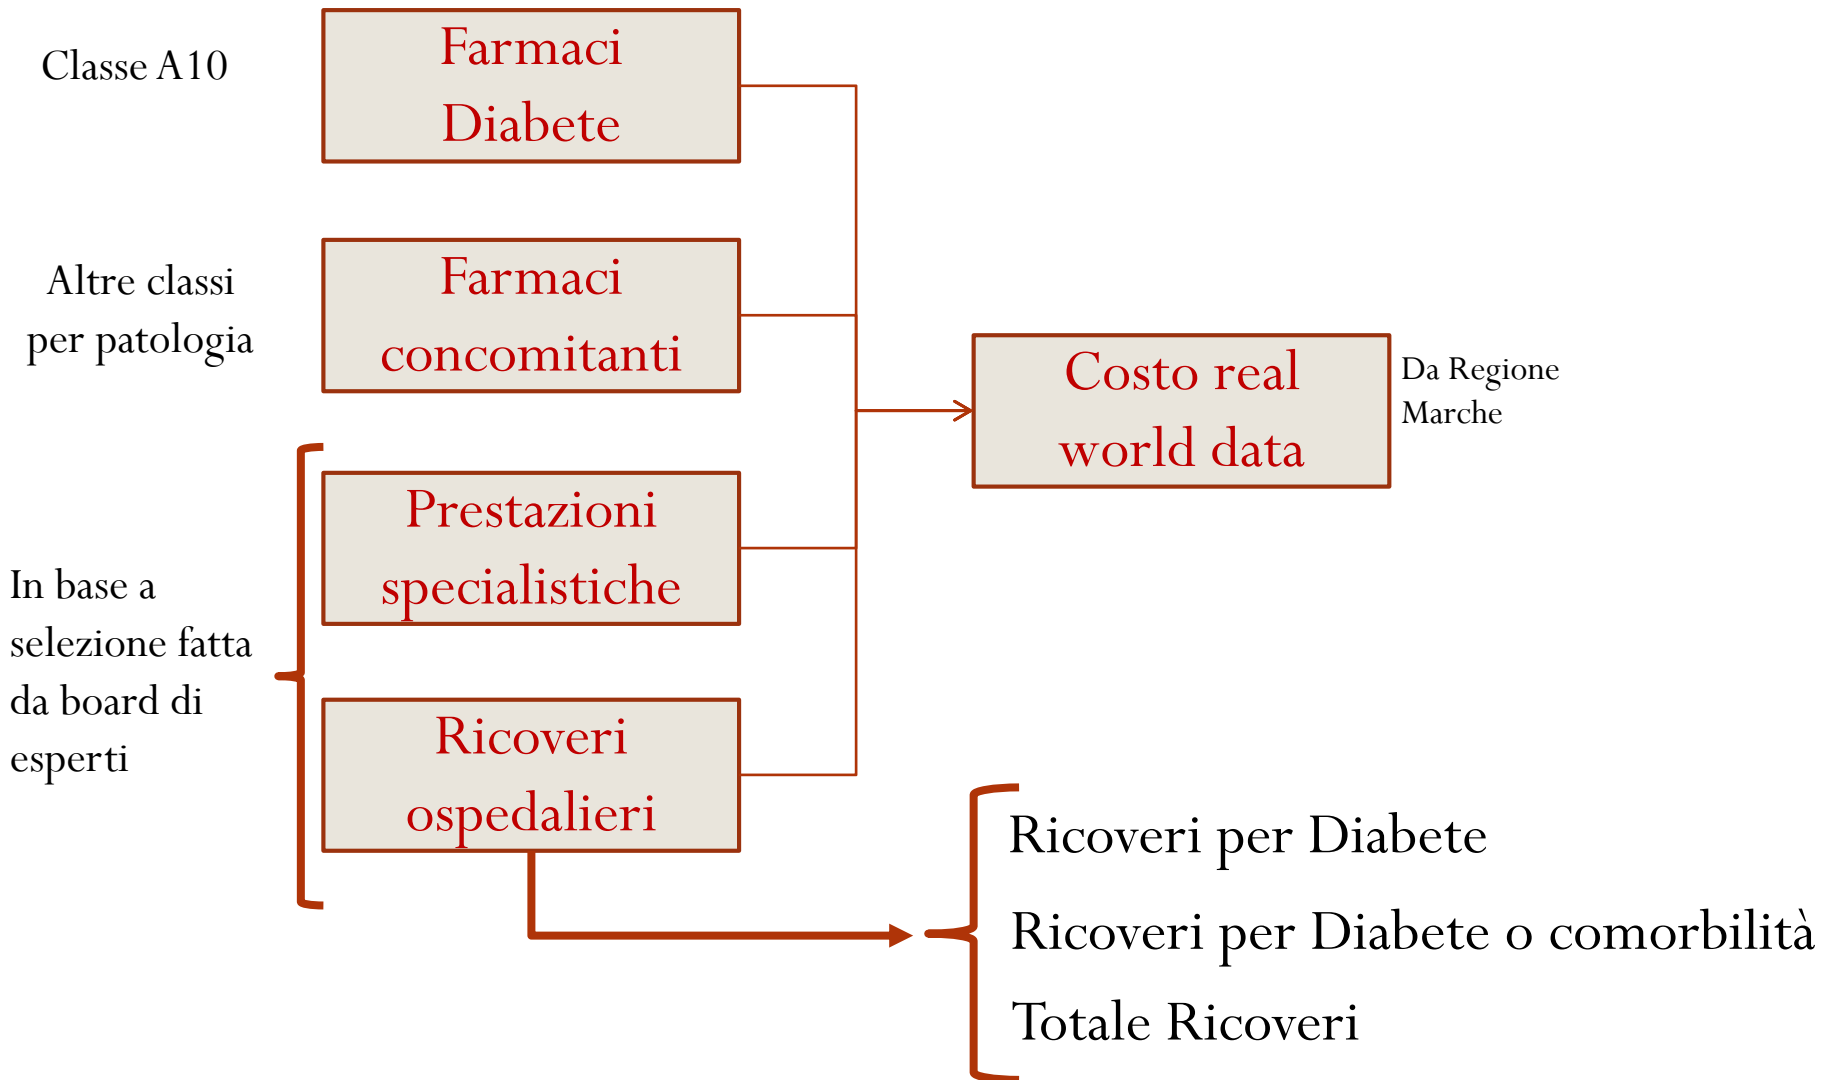 Classe A10
Farmaci
Diabete
Altre classi
per patologia
Farmaci
concomitanti
Costo real
world data
Da Regione
Marche
In base a
selezione fatta
da board di
esperti
Prestazioni
specialistiche
Ricoveri
ospedalieri
Ricoveri per Diabete
Ricoveri per Diabete o comorbilità
Totale Ricoveri